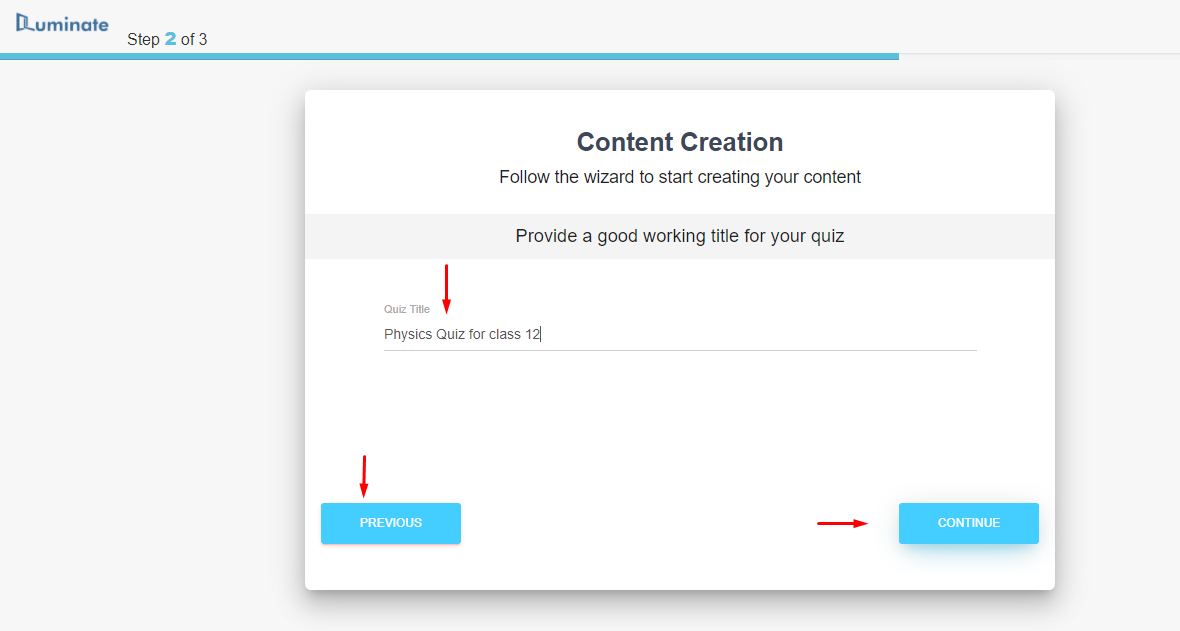 Luminate
Step 2 of 3
Content Creation
Follow the wizard to start creating your content
Provide a good working title for your quiz
Quiz Title
Physics Quiz for class 12
PREVIOUS
CONTINUE